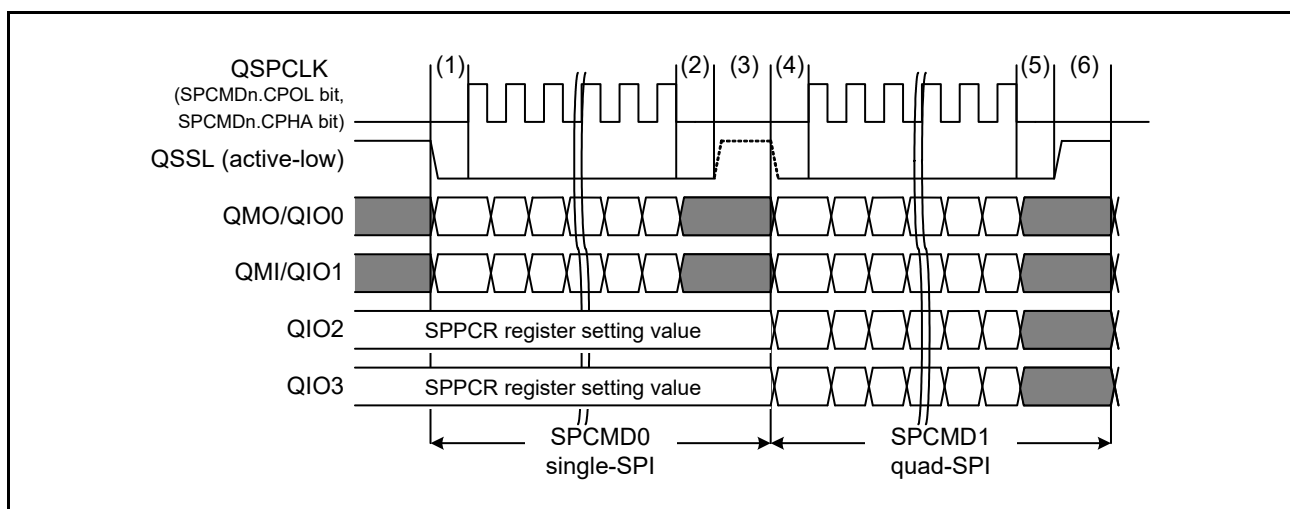 QSPCLK
(SPCMDn.CPOL bit,
SPCMDn.CPHA bit)
(1) (2) (3) (4) (5) (6)
QSSL (active-low)
QMO/QIO0
QMI/QIO1
QIO2
SPPCR register setting value
QIO3
SPPCR register setting value
SPCMD0
single-SPI
SPCMD1
quad-SPI